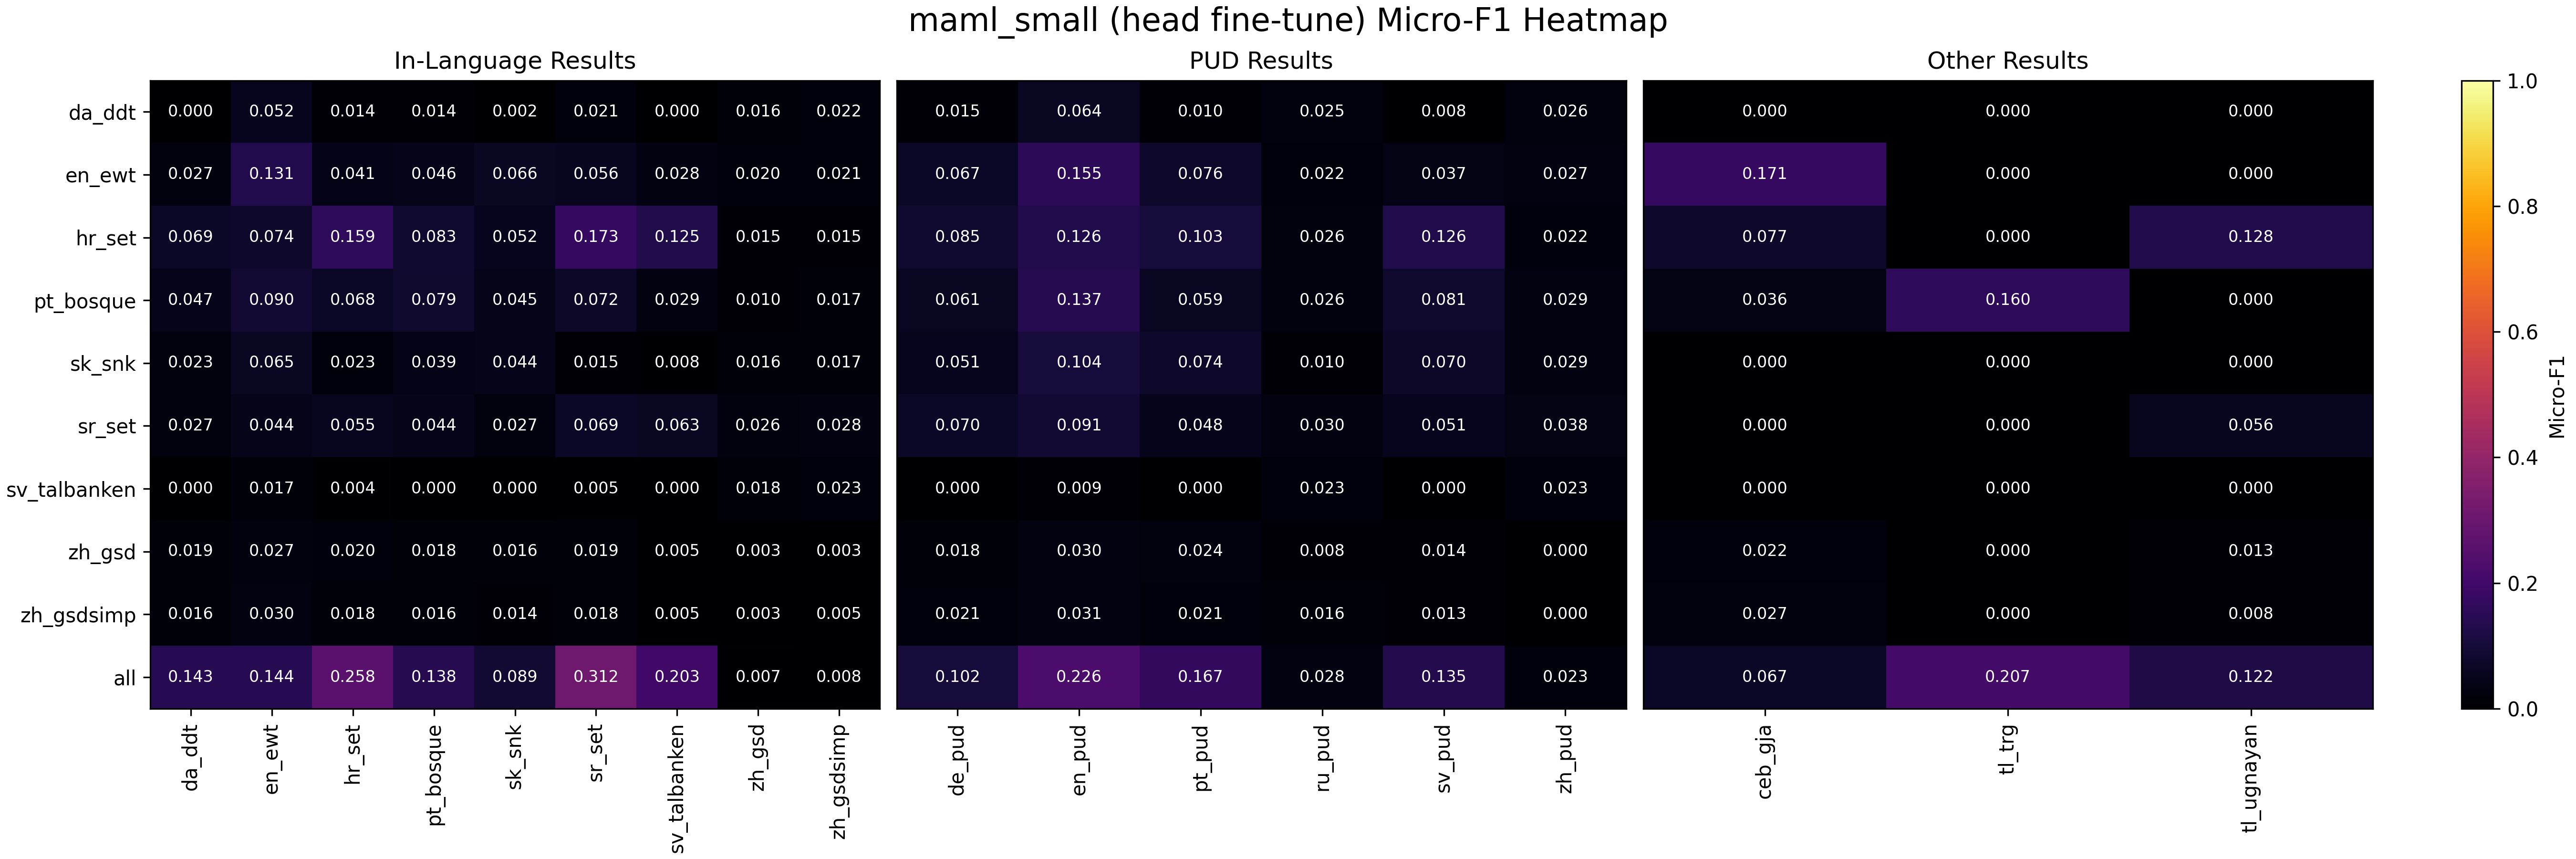 maml_small (head fine-tune) Micro-F1 Heatmap
In-Language Results
PUD Results
Other Results
da_ddt 0.000 0.052 0.014 0.014 0.002 0.021 0.000 0.016 0.022 0.015 0.064 0.010 0.025 0.008 0.026 0.000 0.000 0.000
en_ewt 0.027 0.131 0.041 0.046 0.066 0.056 0.028 0.020 0.021 0.067 0.155 0.076 0.022 0.037 0.027 0.171 0.000 0.000
hr_set 0.069 0.074 0.159 0.083 0.052 0.173 0.125 0.015 0.015 0.085 0.126 0.103 0.026 0.126 0.022 0.077 0.000 0.128
pt_bosque 0.047 0.090 0.068 0.079 0.045 0.072 0.029 0.010 0.017 0.061 0.137 0.059 0.026 0.081 0.029 0.036 0.160 0.000
sk_snk 0.023 0.065 0.023 0.039 0.044 0.015 0.008 0.016 0.017 0.051 0.104 0.074 0.010 0.070 0.029 0.000 0.000 0.000
sr_set 0.027 0.044 0.055 0.044 0.027 0.069 0.063 0.026 0.028 0.070 0.091 0.048 0.030 0.051 0.038 0.000 0.000 0.056
sv_talbanken 0.000 0.017 0.004 0.000 0.000 0.005 0.000 0.018 0.023 0.000 0.009 0.000 0.023 0.000 0.023 0.000 0.000 0.000
zh_gsd 0.019 0.027 0.020 0.018 0.016 0.019 0.005 0.003 0.003 0.018 0.030 0.024 0.008 0.014 0.000 0.022 0.000 0.013
zh_gsdsimp 0.016 0.030 0.018 0.016 0.014 0.018 0.005 0.003 0.005 0.021 0.031 0.021 0.016 0.013 0.000 0.027 0.000 0.008
all 0.143 0.144 0.258 0.138 0.089 0.312 0.203 0.007 0.008 0.102 0.226 0.167 0.028 0.135 0.023 0.067 0.207 0.122
da_ddt
en_ewt
hr_set
pt_bosque
sk_snk
sr_set
sv_talbanken
zh_gsd
zh_gsdsimp
de_pud
en_pud
pt_pud
ru_pud
sv_pud
zh_pud
ceb_gja
tl_trg
tl_ugnayan
1.0
0.8
0.6
0.4
0.2
0.0
Micro-F1